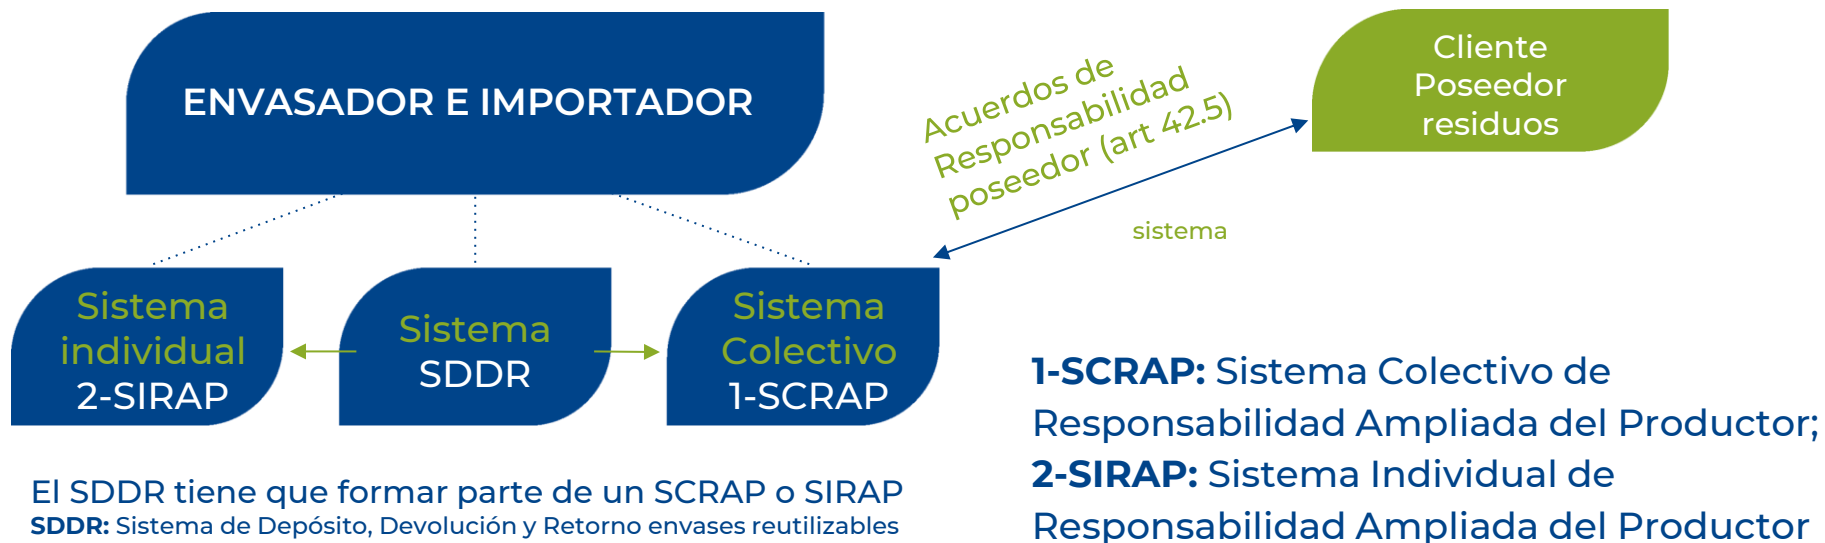 ENVASADOR E IMPORTADOR
Acuerdos de
Responsabilidad
poseedor (art 42.5)
Cliente
Poseedor
residuos
sistema
Sistema
individual
2-SIRAP
Sistema
SDDR
Sistema
Colectivo
1-SCRAP
El SDDR tiene que formar parte de un SCRAP o SIRAP
SDDR: Sistema de Depósito, Devolución y Retorno envases reutilizables
1-SCRAP: Sistema Colectivo de
Responsabilidad Ampliada del Productor;
2-SIRAP: Sistema Individual de
Responsabilidad Ampliada del Productor